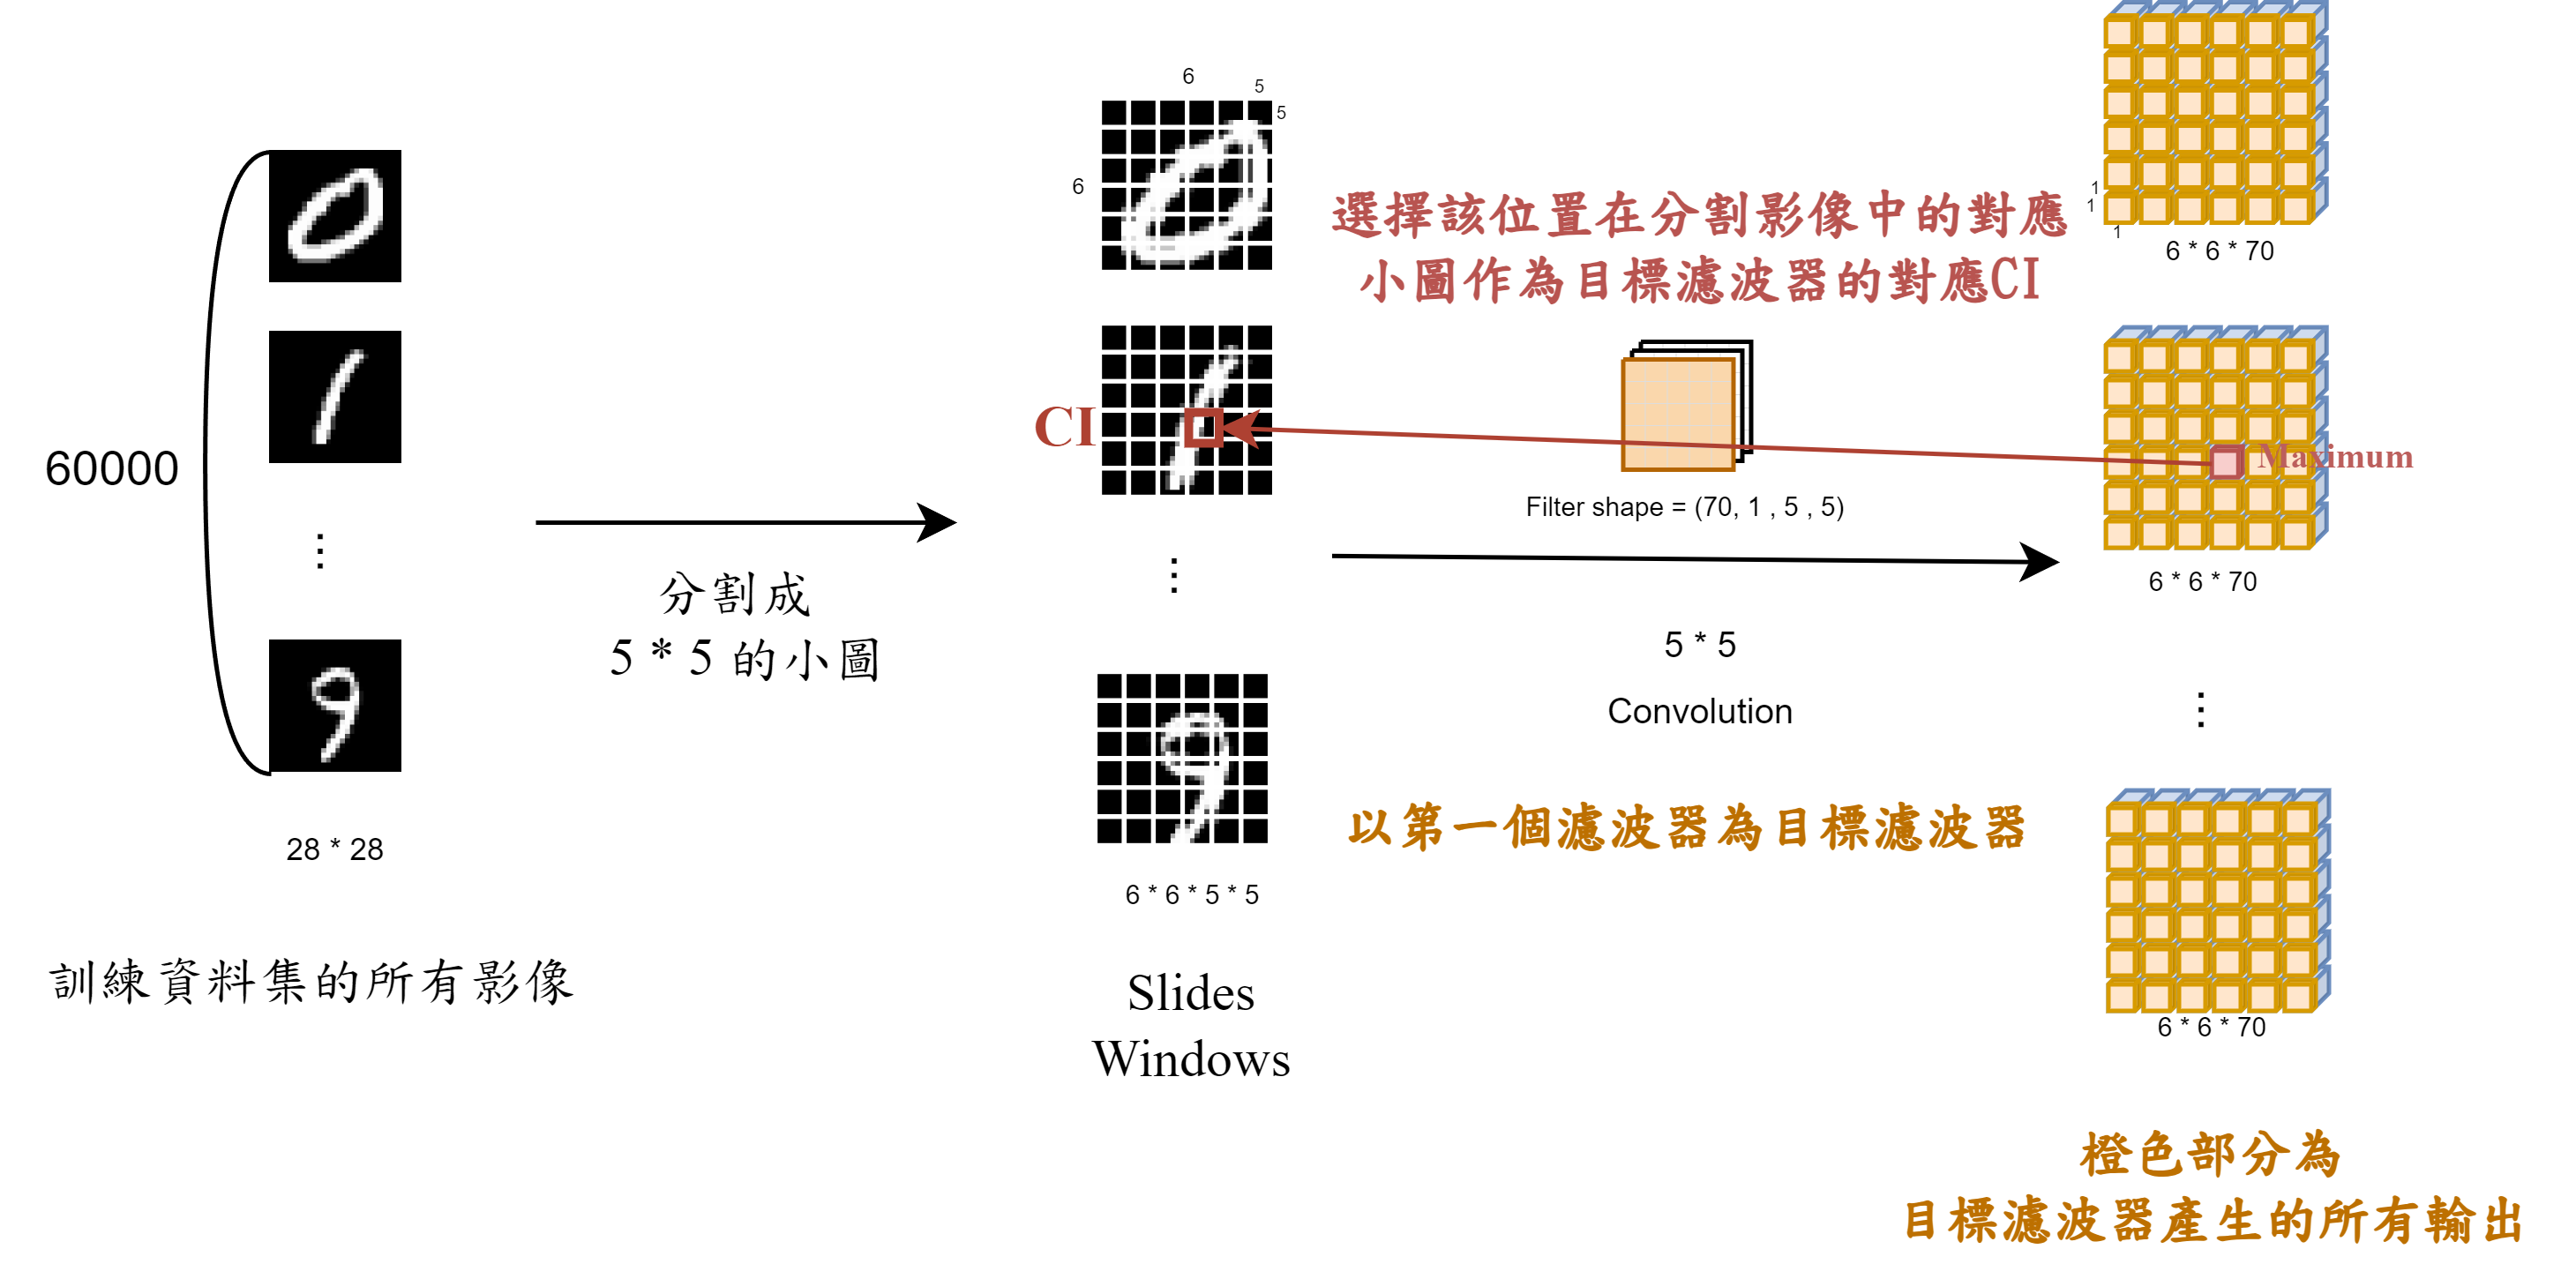 60000
⋮
28 * 28
訓練資料集的所有影像
分割成
5 * 5 的小圖
6
5
5
6
CI
⋮
6 * 6 * 5 * 5
Slides
Windows
選擇該位置在分割影像中的對應
小圖作為目標濾波器的對應CI
Filter shape = (70, 1 , 5 , 5)
5 * 5
Convolution
以第一個濾波器為目標濾波器
1
1
1
6 * 6 * 70
Maximum
6 * 6 * 70
⋮
6 * 6 * 70
橙色部分為
目標濾波器產生的所有輸出